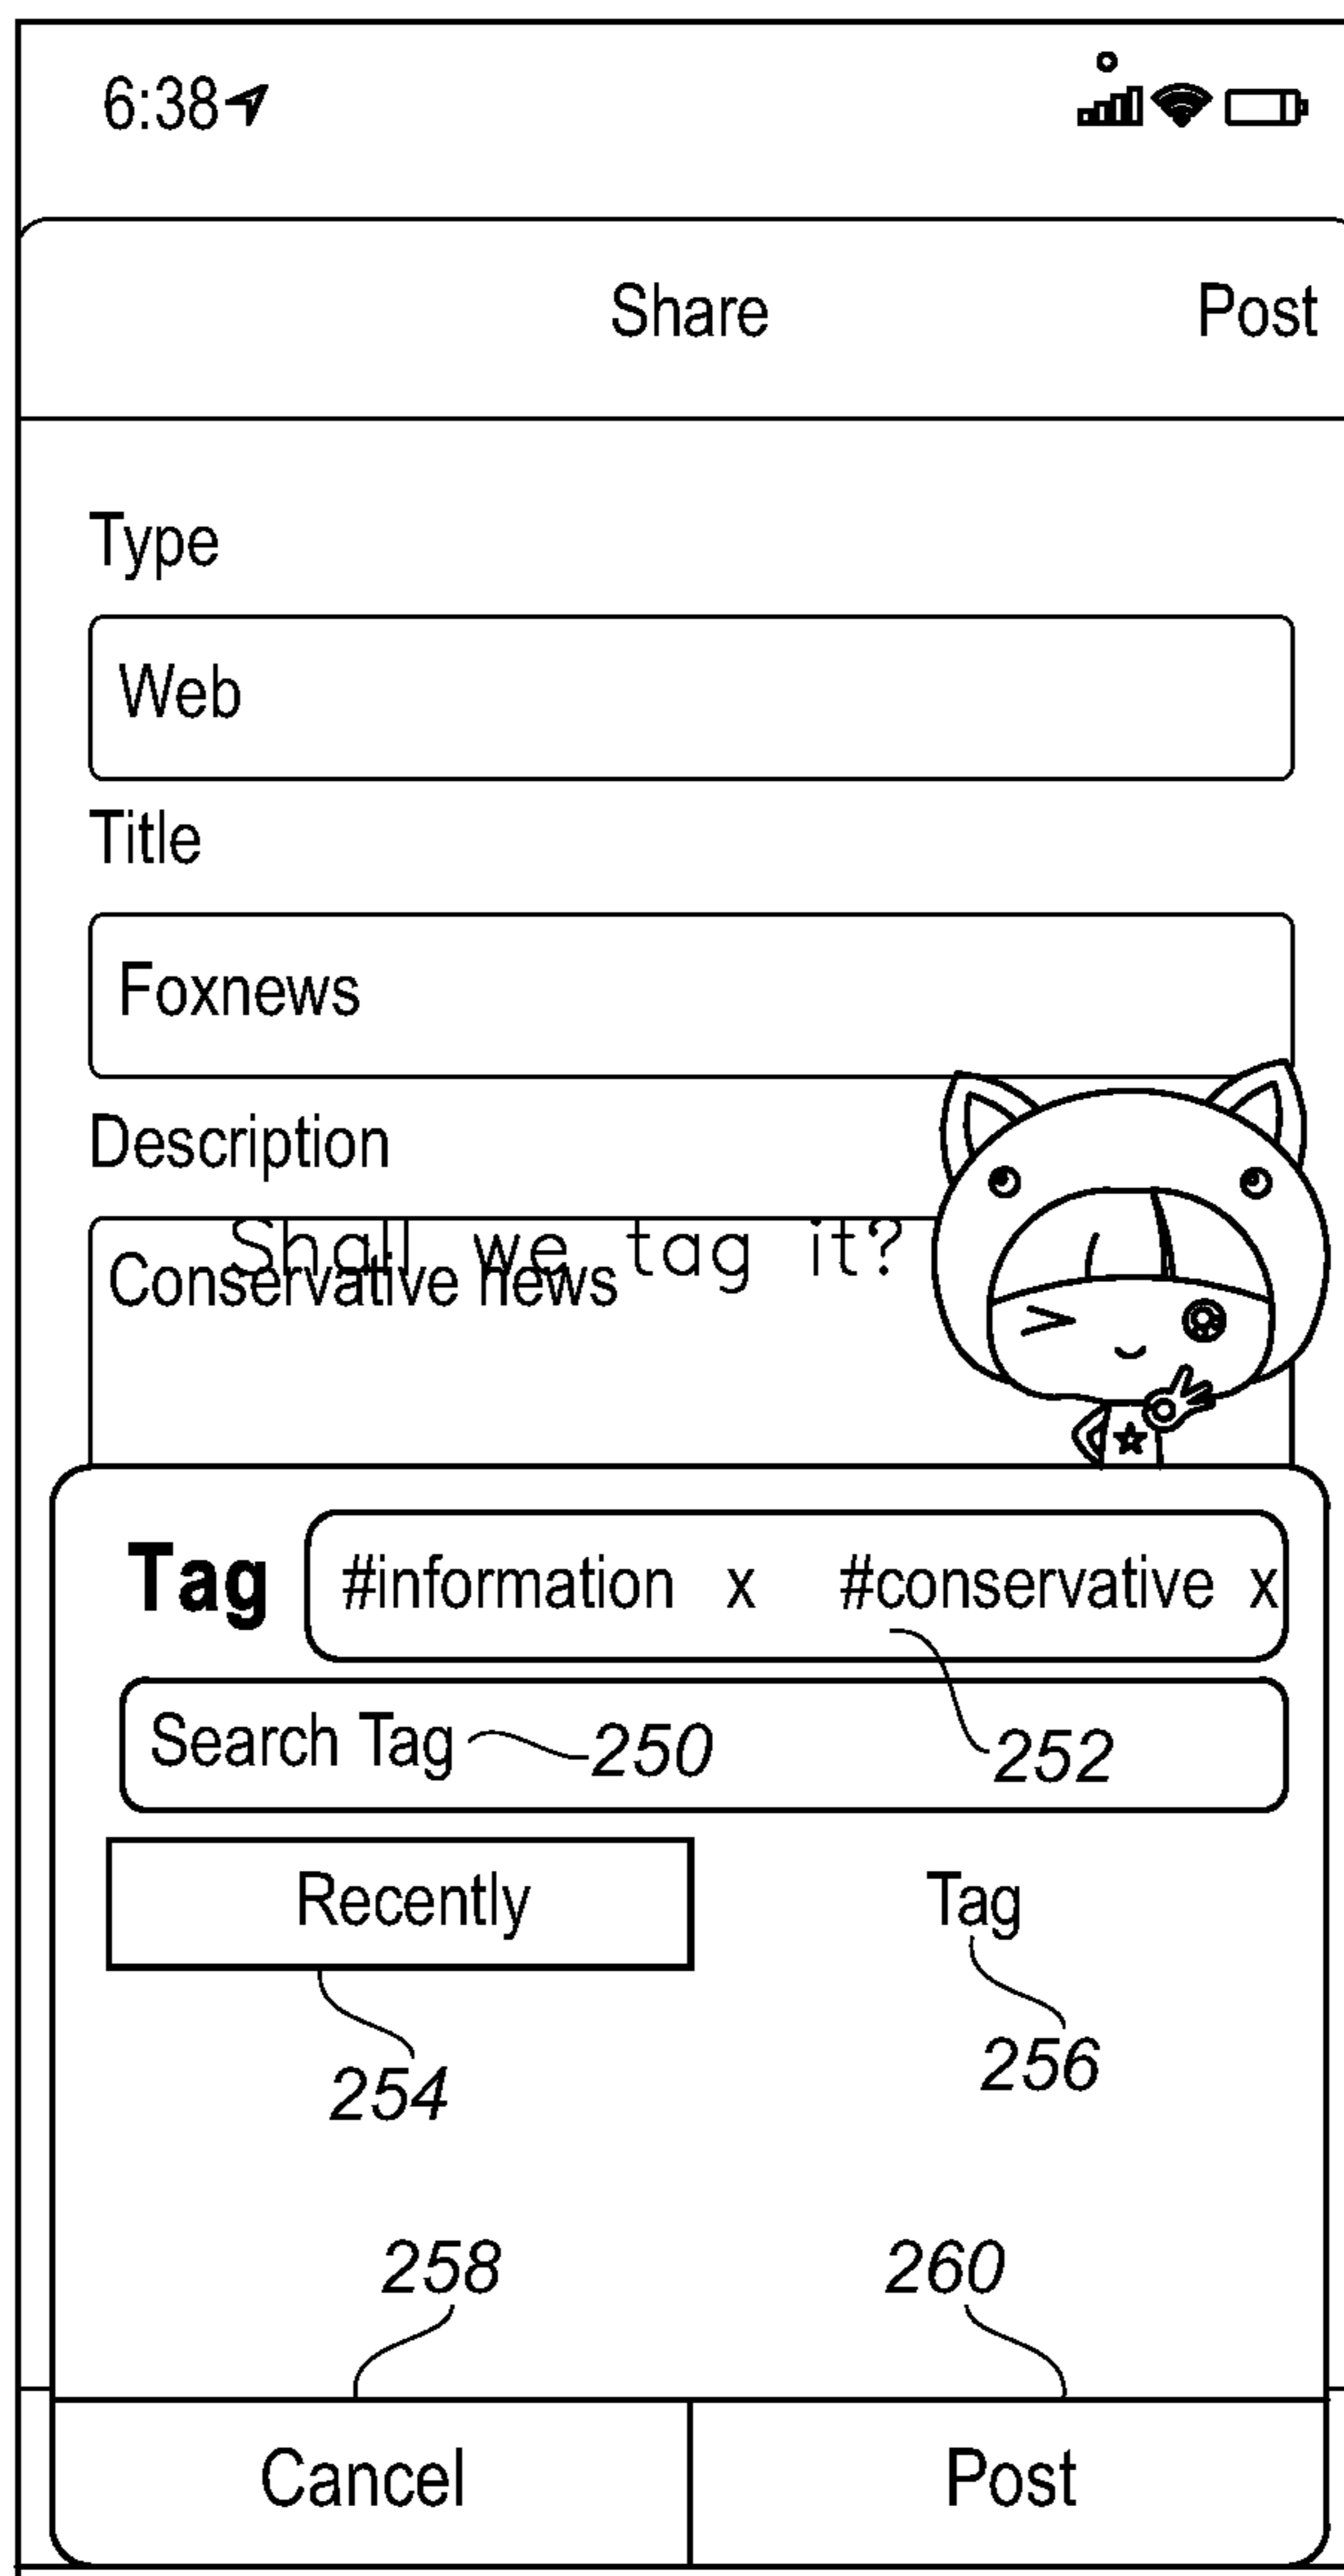 6:38
Share Post
Type
Web
Title
Foxnews
Description
Shall we tag it?
Conservative news
Tag #information x #conservative x
Search Tag 250 252
Recently Tag
254 256
258 260
Cancel Post